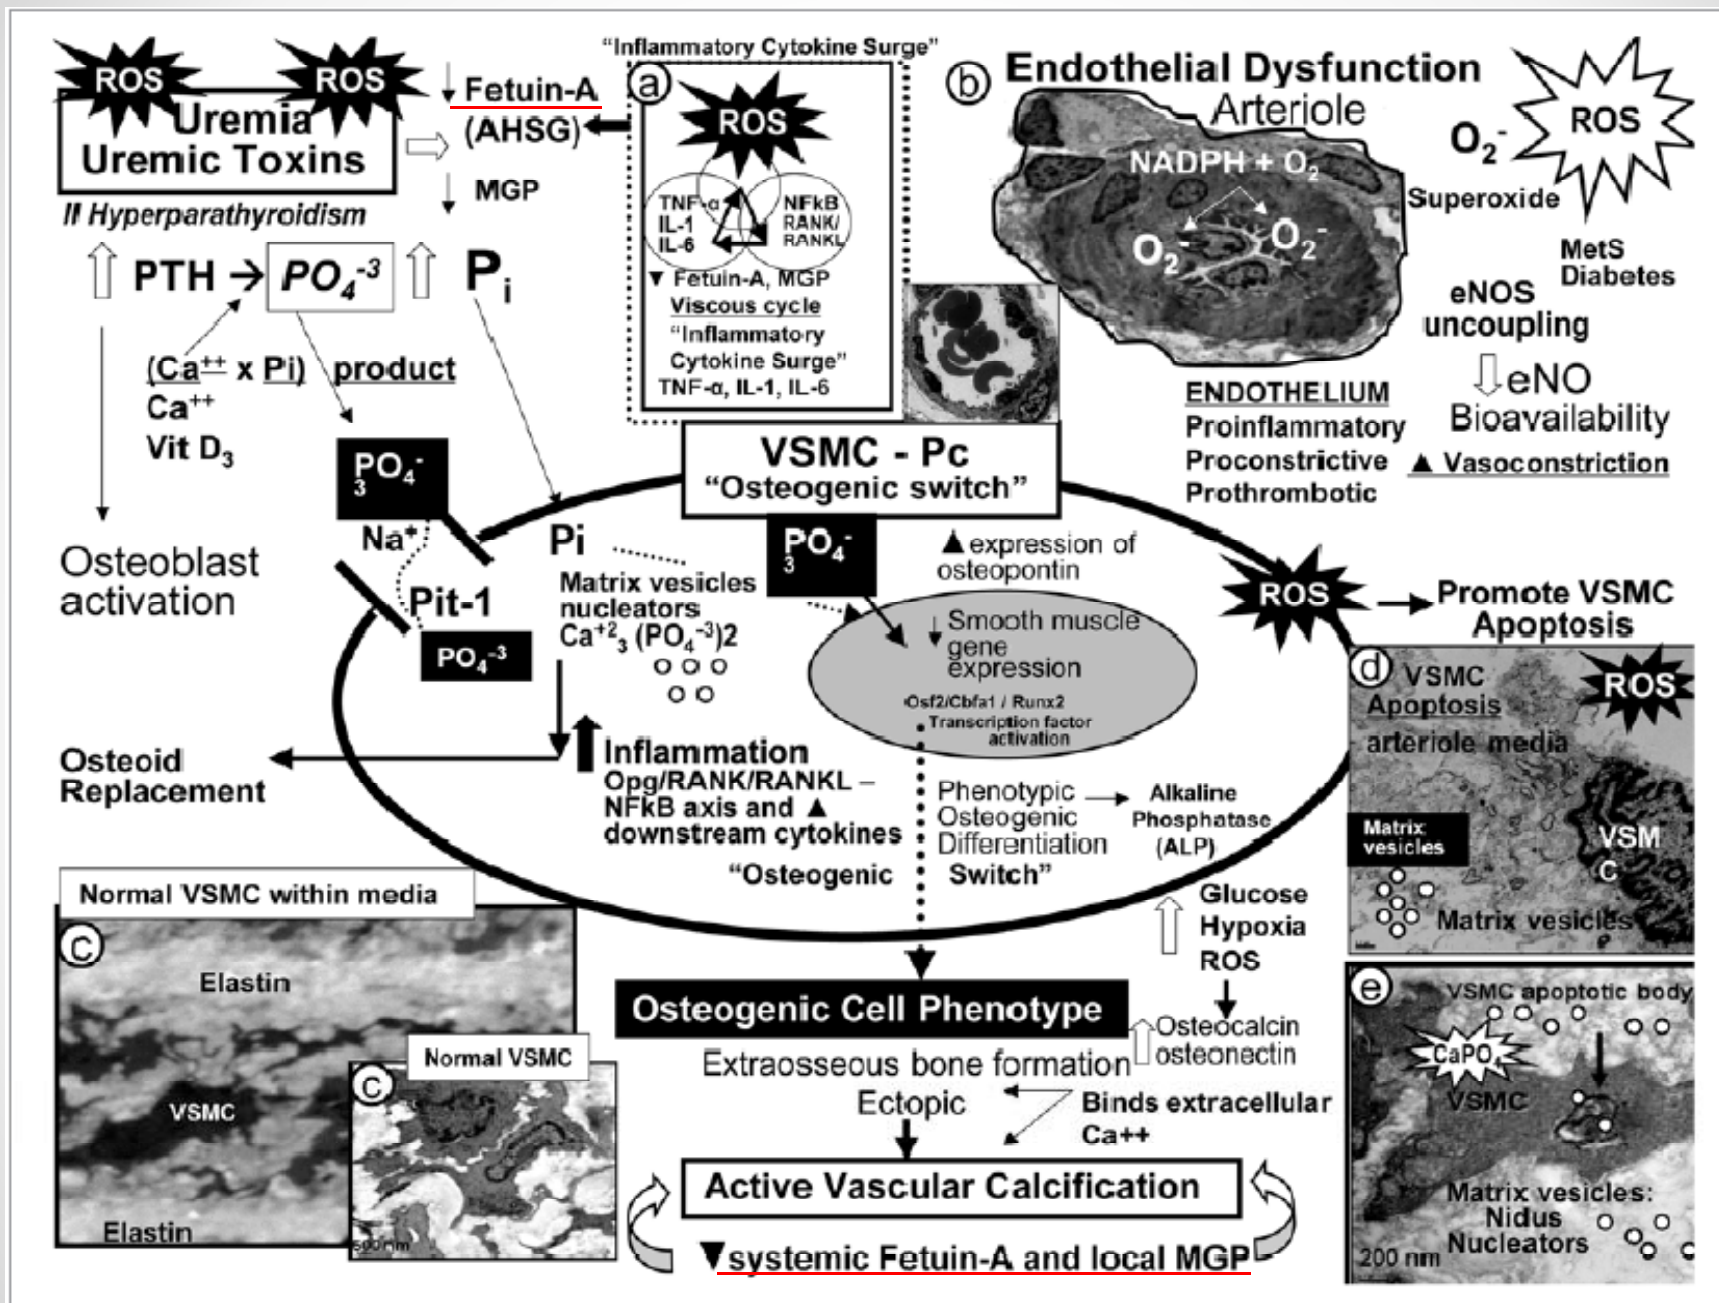 ROS
ROS
Uremia
Uremic Toxins
II Hyperparathyroidism
Fetuin-A
(AHSG)
MGP
PTH → PO₄⁻³
Pᵢ
(Ca⁺⁺ x Pi) product
Ca⁺⁺
Vit D₃
Osteoblast
activation
"Inflammatory Cytokine Surge"
a
ROS
TNF-α
IL-1
IL-6
NFkB
RANK/
RANKL
▼ Fetuin-A, MGP
Viscous cycle
"Inflammatory
Cytokine Surge"
TNF-α, IL-1, IL-6
b
Endothelial Dysfunction
Arteriole
NADPH + O₂
O₂⁻
O₂⁻
O₂⁻
ROS
Superoxide
MetS
Diabetes
eNOS
uncoupling
eNO
Bioavailability
▲ Vasoconstriction
ENDOTHELIUM
Proinflammatory
Proconstrictive
Prothrombotic
VSMC - Pc
"Osteogenic switch"
PO₄⁻
3
Na⁺
Pit-1
PO₄⁻³
Pi
Matrix vesicles
nucleators
Ca⁺²₃ (PO₄⁻³)2
PO₄⁻
3
▲ expression of
osteopontin
Smooth muscle
gene
expression
Osf2/Cbfa1 / Runx2
Transcription factor
activation
ROS
Promote VSMC
Apoptosis
Osteoid
Replacement
Inflammation
Opg/RANK/RANKL –
NFkB axis and ▲
downstream cytokines
Phenotypic
Osteogenic
Differentiation
Alkaline
Phosphatase
(ALP)
"Osteogenic Switch"
Glucose
Hypoxia
ROS
Osteocalcin
osteonectin
Osteogenic Cell Phenotype
Extraosseous bone formation
Ectopic
Binds extracellular
Ca++
Active Vascular Calcification
▼systemic Fetuin-A and local MGP
Normal VSMC within media
c
Elastin
VSMC
Elastin
Normal VSMC
c
500 nm
d
VSMC
Apoptosis
arteriole media
ROS
Matrix
vesicles
VSM
C
Matrix vesicles
e
VSMC apoptotic body
CaPO₄
VSMC
Matrix vesicles:
Nidus
Nucleators
200 nm